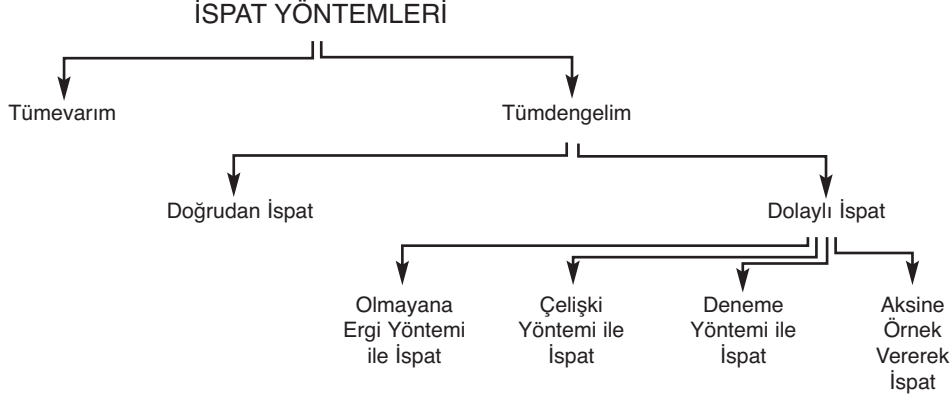 İSPAT YÖNTEMLERİ
Tümevarım
Tümdengelim
Doğrudan İspat
Dolaylı İspat
Olmayana
Ergi Yöntemi
ile İspat
Çelişki
Yöntemi ile
İspat
Deneme
Yöntemi ile
İspat
Aksine
Örnek
Vererek
İspat